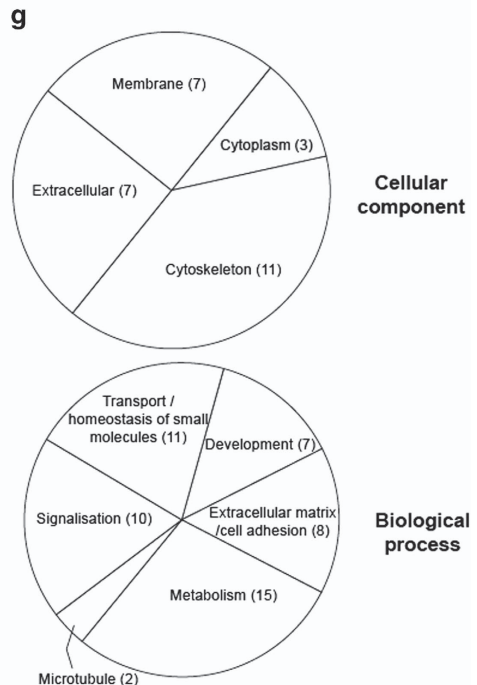 g
Membrane (7)
Cytoplasm (3)
Extracellular (7)
Cellular
component
Cytoskeleton (11)
Transport /
homeostasis of small
molecules (11)
Development (7)
Signalisation (10)
Extracellular matrix
/cell adhesion (8)
Biological
process
Metabolism (15)
Microtubule (2)